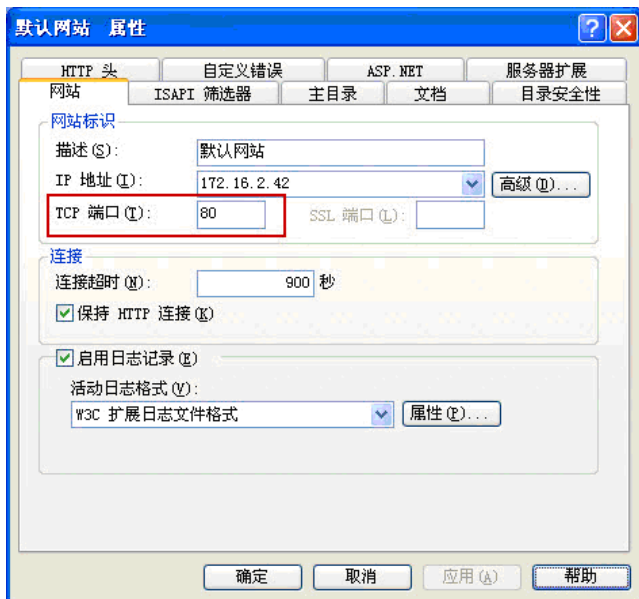 默认网站 属性
HTTP 头 自定义错误 ASP.NET 服务器扩展
网站 ISAPI 筛选器 主目录 文档 目录安全性
网站标识
描述(S): 默认网站
IP 地址(I): 172.16.2.42 高级(D)...
TCP 端口(T): 80 SSL 端口(L):
连接
连接超时(N): 900 秒
保持 HTTP 连接(K)
启用日志记录(E)
活动日志格式(V):
W3C 扩展日志文件格式 属性(P)...
确定 取消 应用(A) 帮助